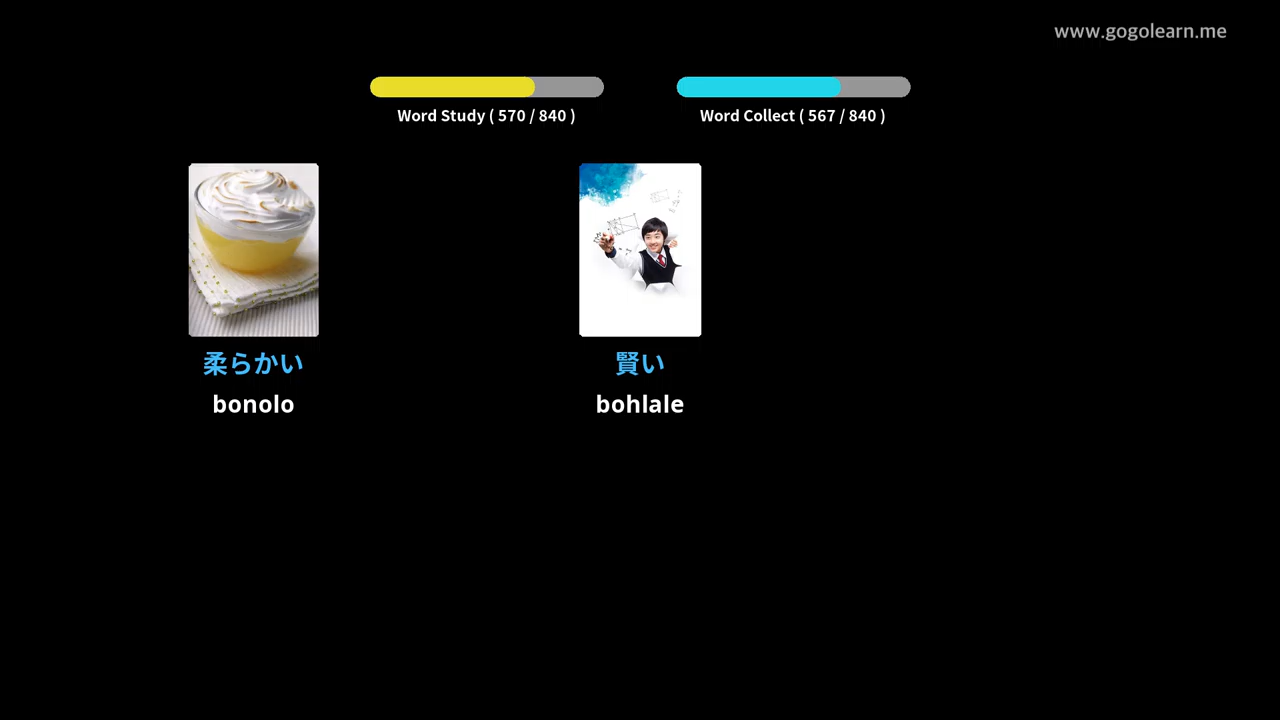 www.gogolearn.me
Word Study ( 570 / 840 )
Word Collect ( 567 / 840 )
柔らかい
bonolo
賢い
bohlale